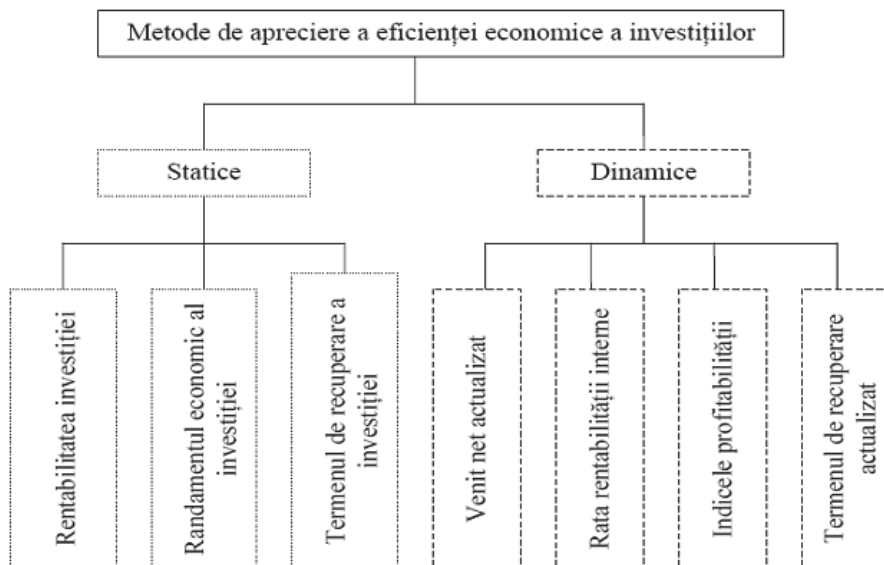 Metode de apreciere a eficienței economice a investițiilor
Statice
Dinamice
Rentabilitatea investiției
Randamentul economic al
investiției
Termenul de recuperare a
investiției
Venit net actualizat
Rata rentabilității interne
Indicele profitabilității
Termenul de recuperare
actualizat